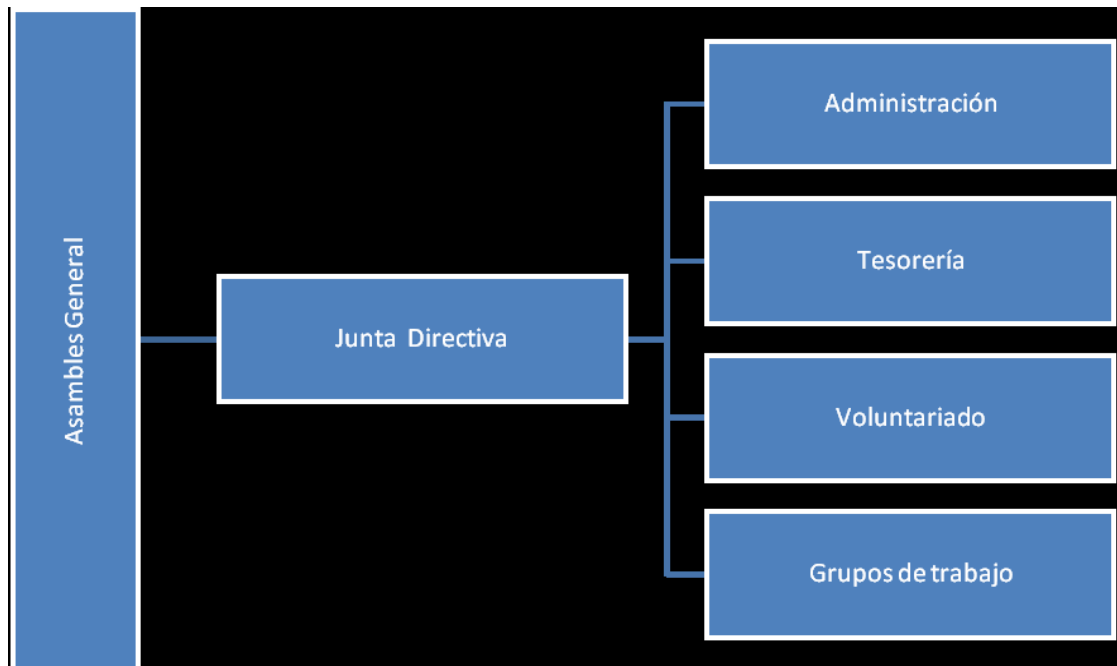 Asambles General
Junta Directiva
Administración
Tesorería
Voluntariado
Grupos de trabajo